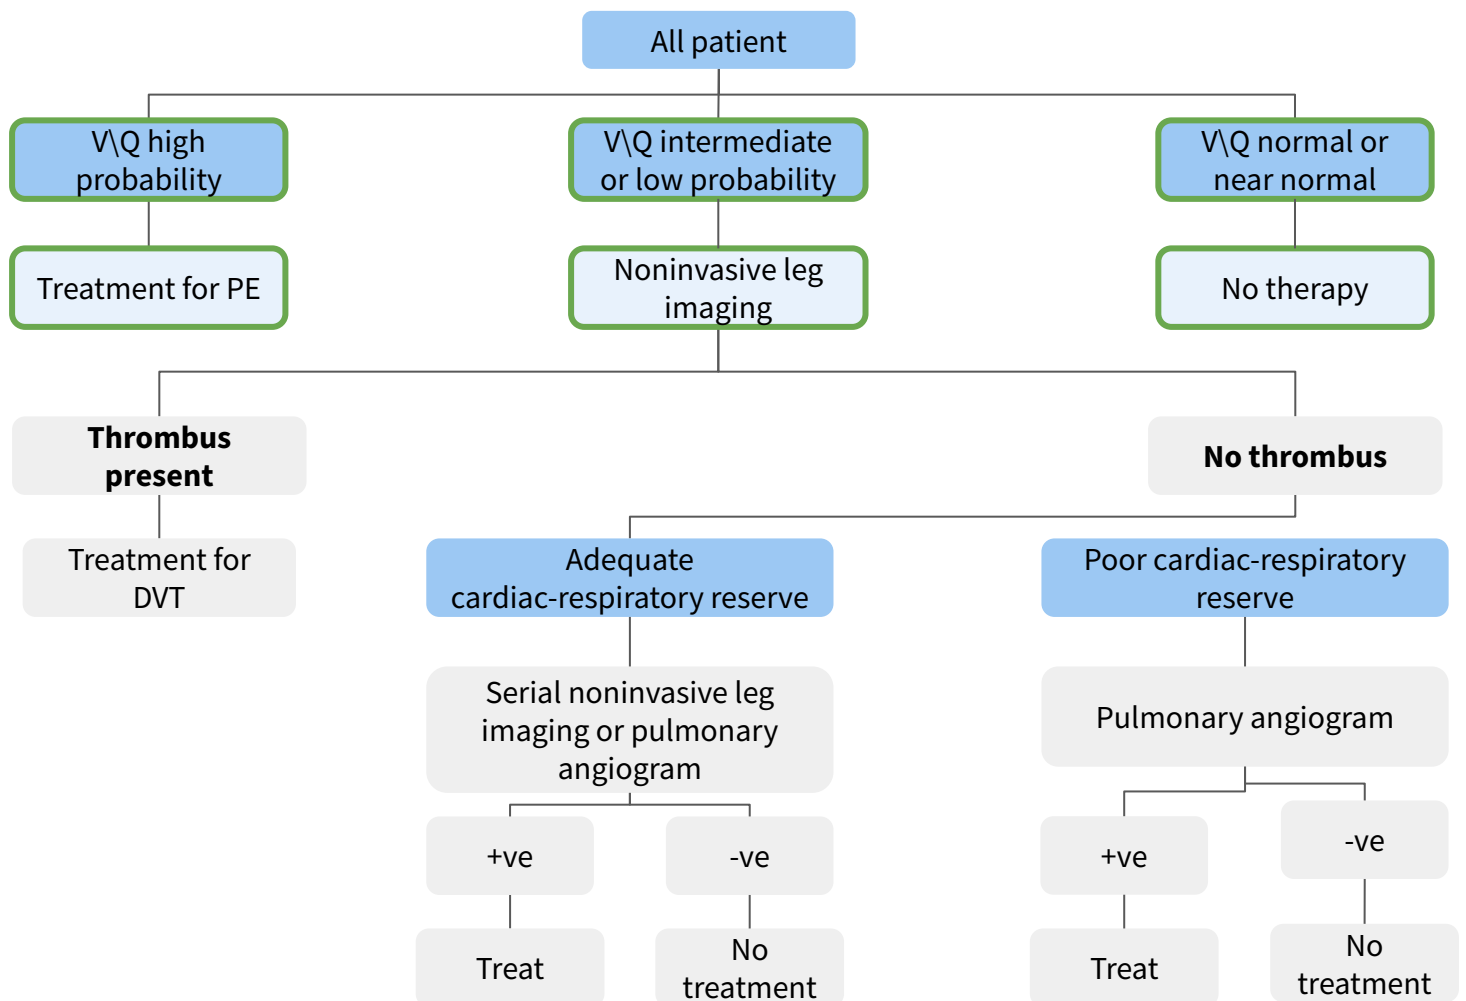 All patient
V\Q high
probability
V\Q intermediate
or low probability
V\Q normal or
near normal
Treatment for PE
Noninvasive leg
imaging
No therapy
Thrombus
present
No thrombus
Treatment for
DVT
Adequate
cardiac-respiratory reserve
Poor cardiac-respiratory
reserve
Serial noninvasive leg
imaging or pulmonary
angiogram
Pulmonary angiogram
+ve
-ve
+ve
-ve
Treat
No
treatment
Treat
No
treatment